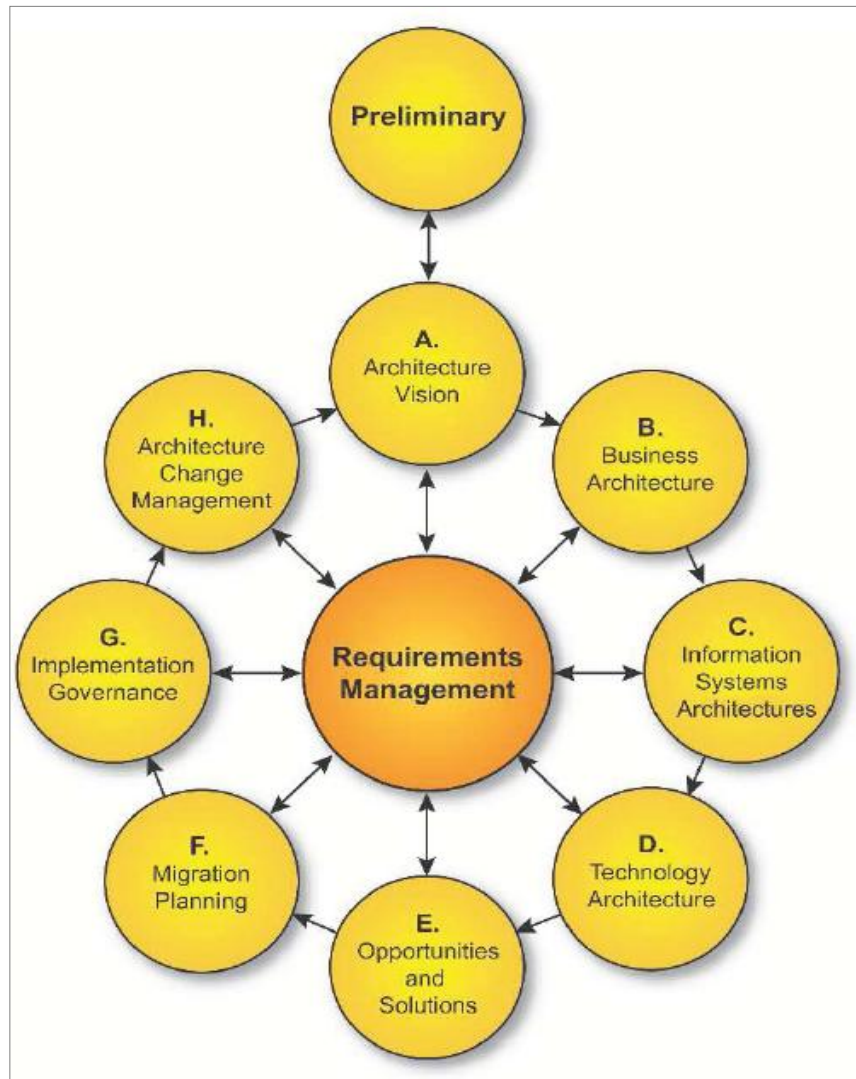 Preliminary
A.
Architecture
Vision
B.
Business
Architecture
C.
Information
Systems
Architectures
D.
Technology
Architecture
E.
Opportunities
and
Solutions
F.
Migration
Planning
G.
Implementation
Governance
H.
Architecture
Change
Management
Requirements
Management